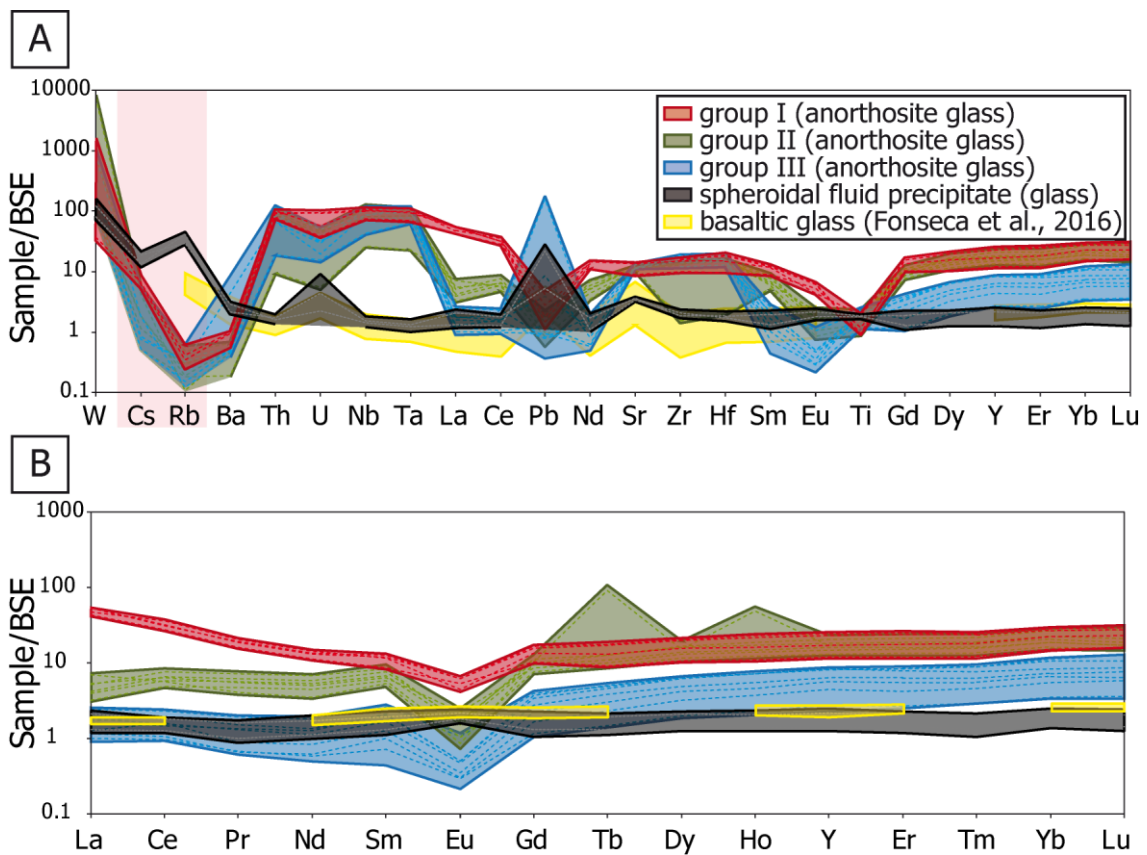 A
Sample/BSE
10000
1000
100
10
1
0.1
group I (anorthosite glass)
group II (anorthosite glass)
group III (anorthosite glass)
spheroidal fluid precipitate (glass)
basaltic glass (Fonseca et al., 2016)
W Cs Rb Ba Th U Nb Ta La Ce Pb Nd Sr Zr Hf Sm Eu Ti Gd Dy Y Er Yb Lu
B
Sample/BSE
1000
100
10
1
0.1
La Ce Pr Nd Sm Eu Gd Tb Dy Ho Y Er Tm Yb Lu